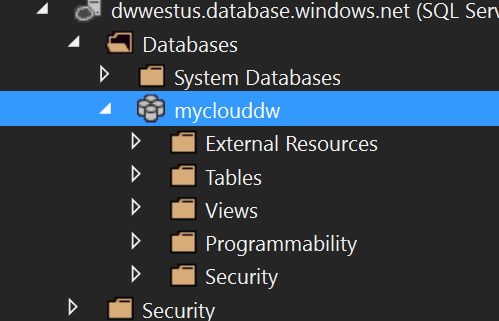 dwwestus.database.windows.net (SQL Serv
Databases
System Databases
myclouddw
External Resources
Tables
Views
Programmability
Security
Security